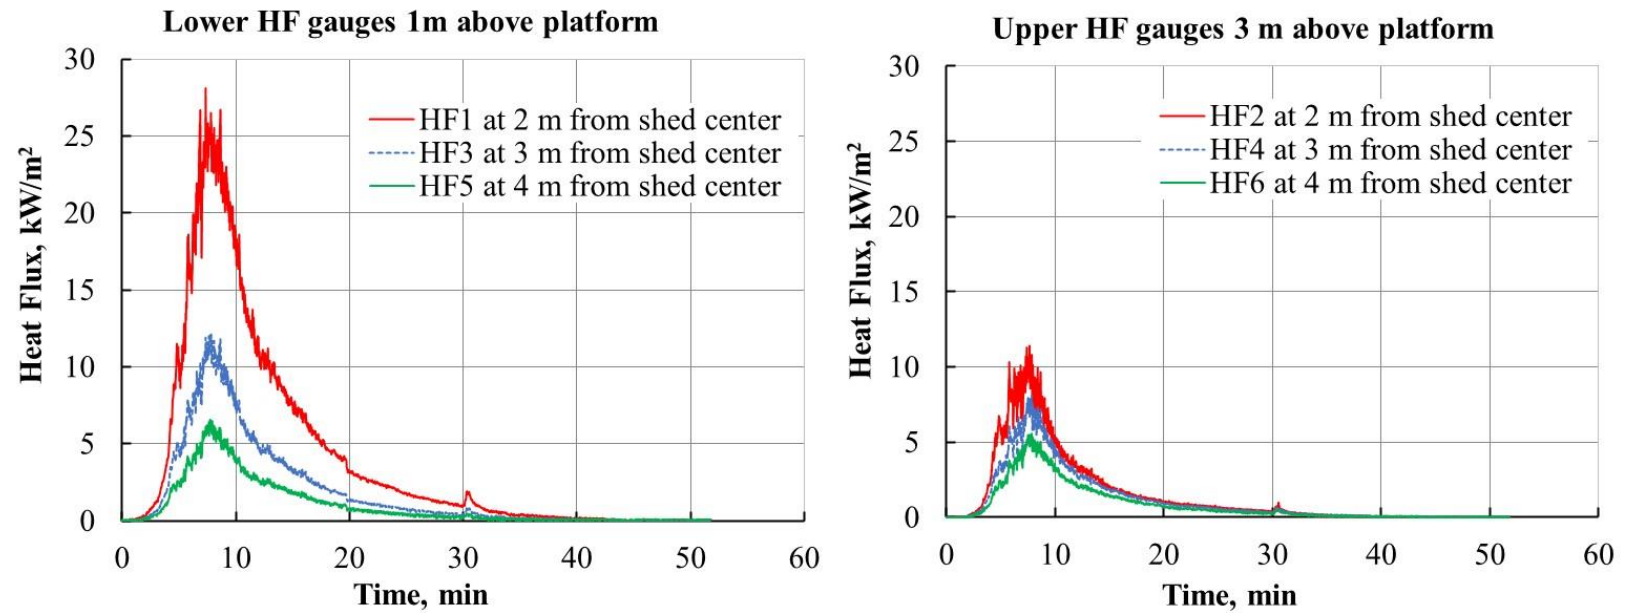 Lower HF gauges 1m above platform
30
25
20
15
10
5
0
Heat Flux, kW/m²
HF1 at 2 m from shed center
HF3 at 3 m from shed center
HF5 at 4 m from shed center
0 10 20 30 40 50 60
Time, min
Upper HF gauges 3 m above platform
30
25
20
15
10
5
0
Heat Flux, kW/m²
HF2 at 2 m from shed center
HF4 at 3 m from shed center
HF6 at 4 m from shed center
0 10 20 30 40 50 60
Time, min